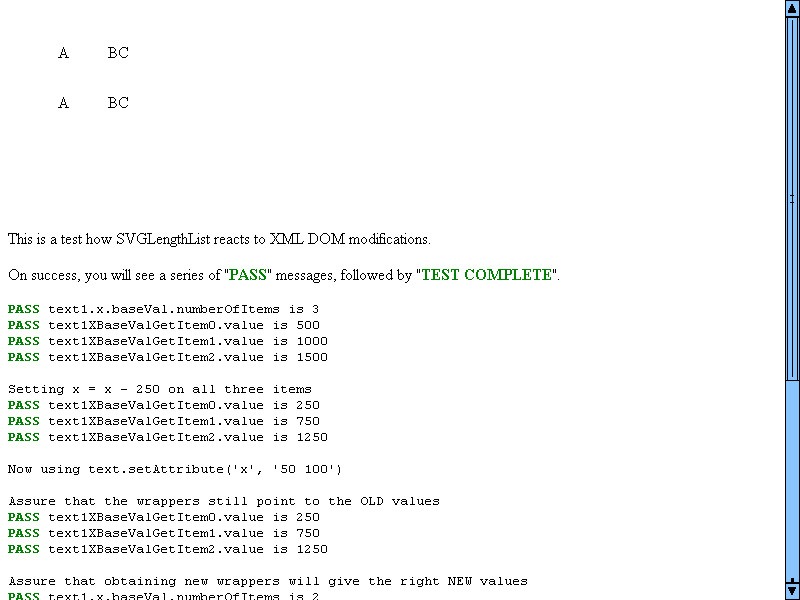 A BC
A BC
This is a test how SVGLengthList reacts to XML DOM modifications.
On success, you will see a series of "PASS" messages, followed by "TEST COMPLETE".
PASS text1.x.baseVal.numberOfItems is 3
PASS text1XBaseValGetItem0.value is 500
PASS text1XBaseValGetItem1.value is 1000
PASS text1XBaseValGetItem2.value is 1500
Setting x = x - 250 on all three items
PASS text1XBaseValGetItem0.value is 250
PASS text1XBaseValGetItem1.value is 750
PASS text1XBaseValGetItem2.value is 1250
Now using text.setAttribute('x', '50 100')
Assure that the wrappers still point to the OLD values
PASS text1XBaseValGetItem0.value is 250
PASS text1XBaseValGetItem1.value is 750
PASS text1XBaseValGetItem2.value is 1250
Assure that obtaining new wrappers will give the right NEW values
PASS text1.x.baseVal.numberOfItems is 2